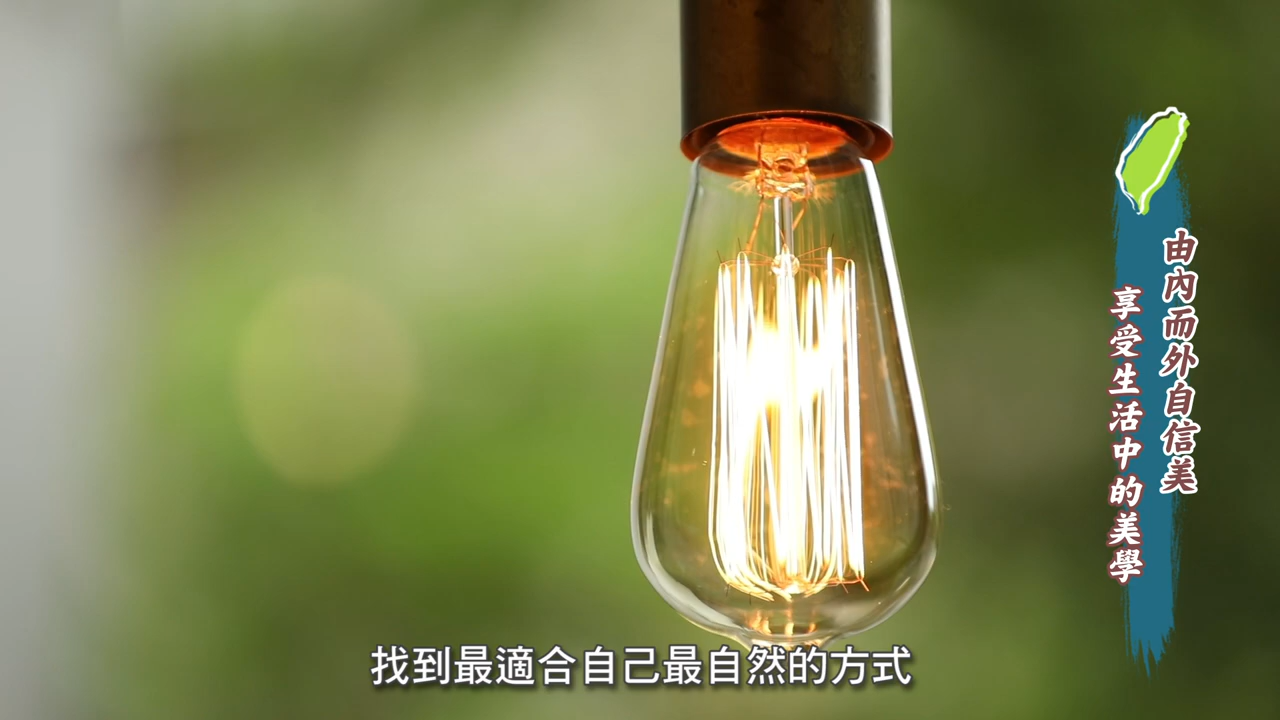 由內而外自信美
享受生活中的美學
找到最適合自己最自然的方式